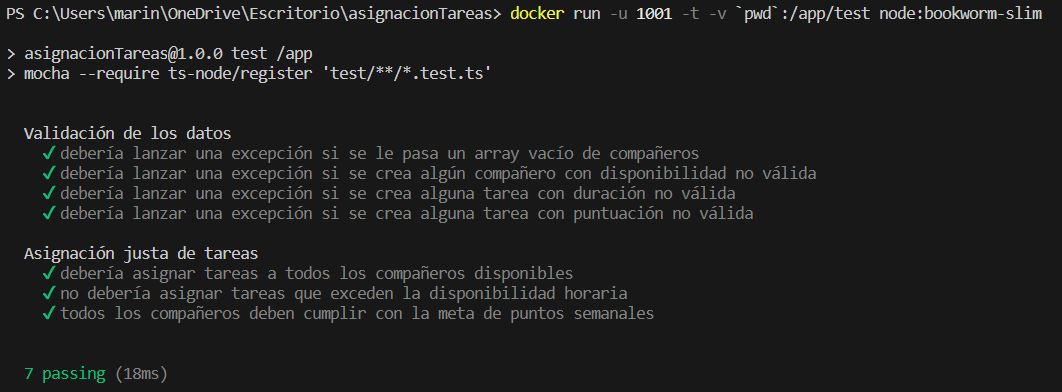 PS C:\Users\marin\OneDrive\Escritorio\asignacionTareas> docker run -u 1001 -t -v `pwd`:/app/test node:bookworm-slim
> asignacionTareas@1.0.0 test /app
> mocha --require ts-node/register 'test/**/*.test.ts'
Validación de los datos
✓ debería lanzar una excepción si se le pasa un array vacío de compañeros
✓ debería lanzar una excepción si se crea algún compañero con disponibilidad no válida
✓ debería lanzar una excepción si se crea alguna tarea con duración no válida
✓ debería lanzar una excepción si se crea alguna tarea con puntuación no válida
Asignación justa de tareas
✓ debería asignar tareas a todos los compañeros disponibles
✓ no debería asignar tareas que exceden la disponibilidad horaria
✓ todos los compañeros deben cumplir con la meta de puntos semanales
7 passing (18ms)